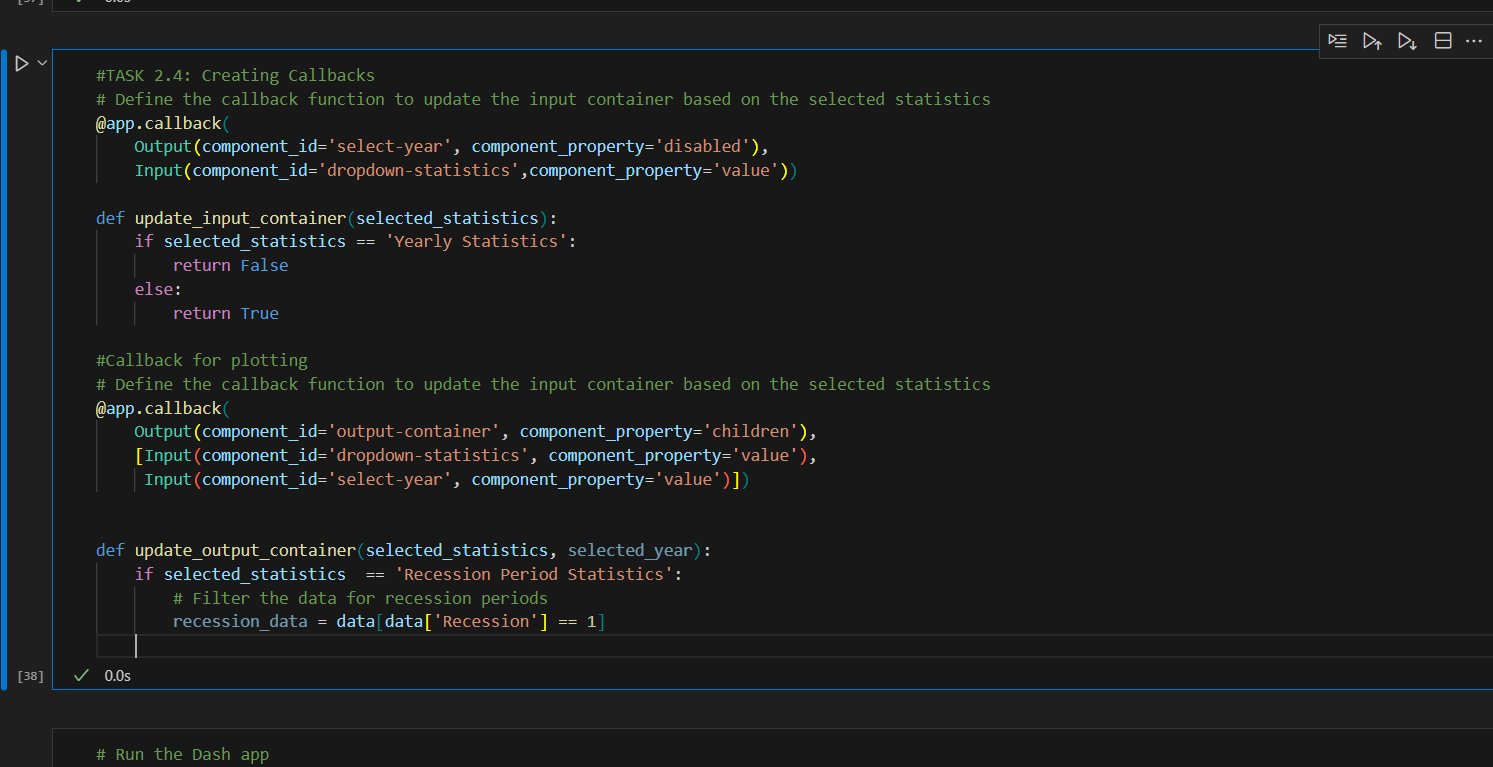 #TASK 2.4: Creating Callbacks
# Define the callback function to update the input container based on the selected statistics
@app.callback(
    Output(component_id='select-year', component_property='disabled'),
    Input(component_id='dropdown-statistics',component_property='value'))

def update_input_container(selected_statistics):
    if selected_statistics == 'Yearly Statistics':
        return False
    else:
        return True

#Callback for plotting
# Define the callback function to update the input container based on the selected statistics
@app.callback(
    Output(component_id='output-container', component_property='children'),
    [Input(component_id='dropdown-statistics', component_property='value'),
     Input(component_id='select-year', component_property='value')])

def update_output_container(selected_statistics, selected_year):
    if selected_statistics  == 'Recession Period Statistics':
        # Filter the data for recession periods
        recession_data = data[data['Recession'] == 1]
[38] 0.0s
# Run the Dash app